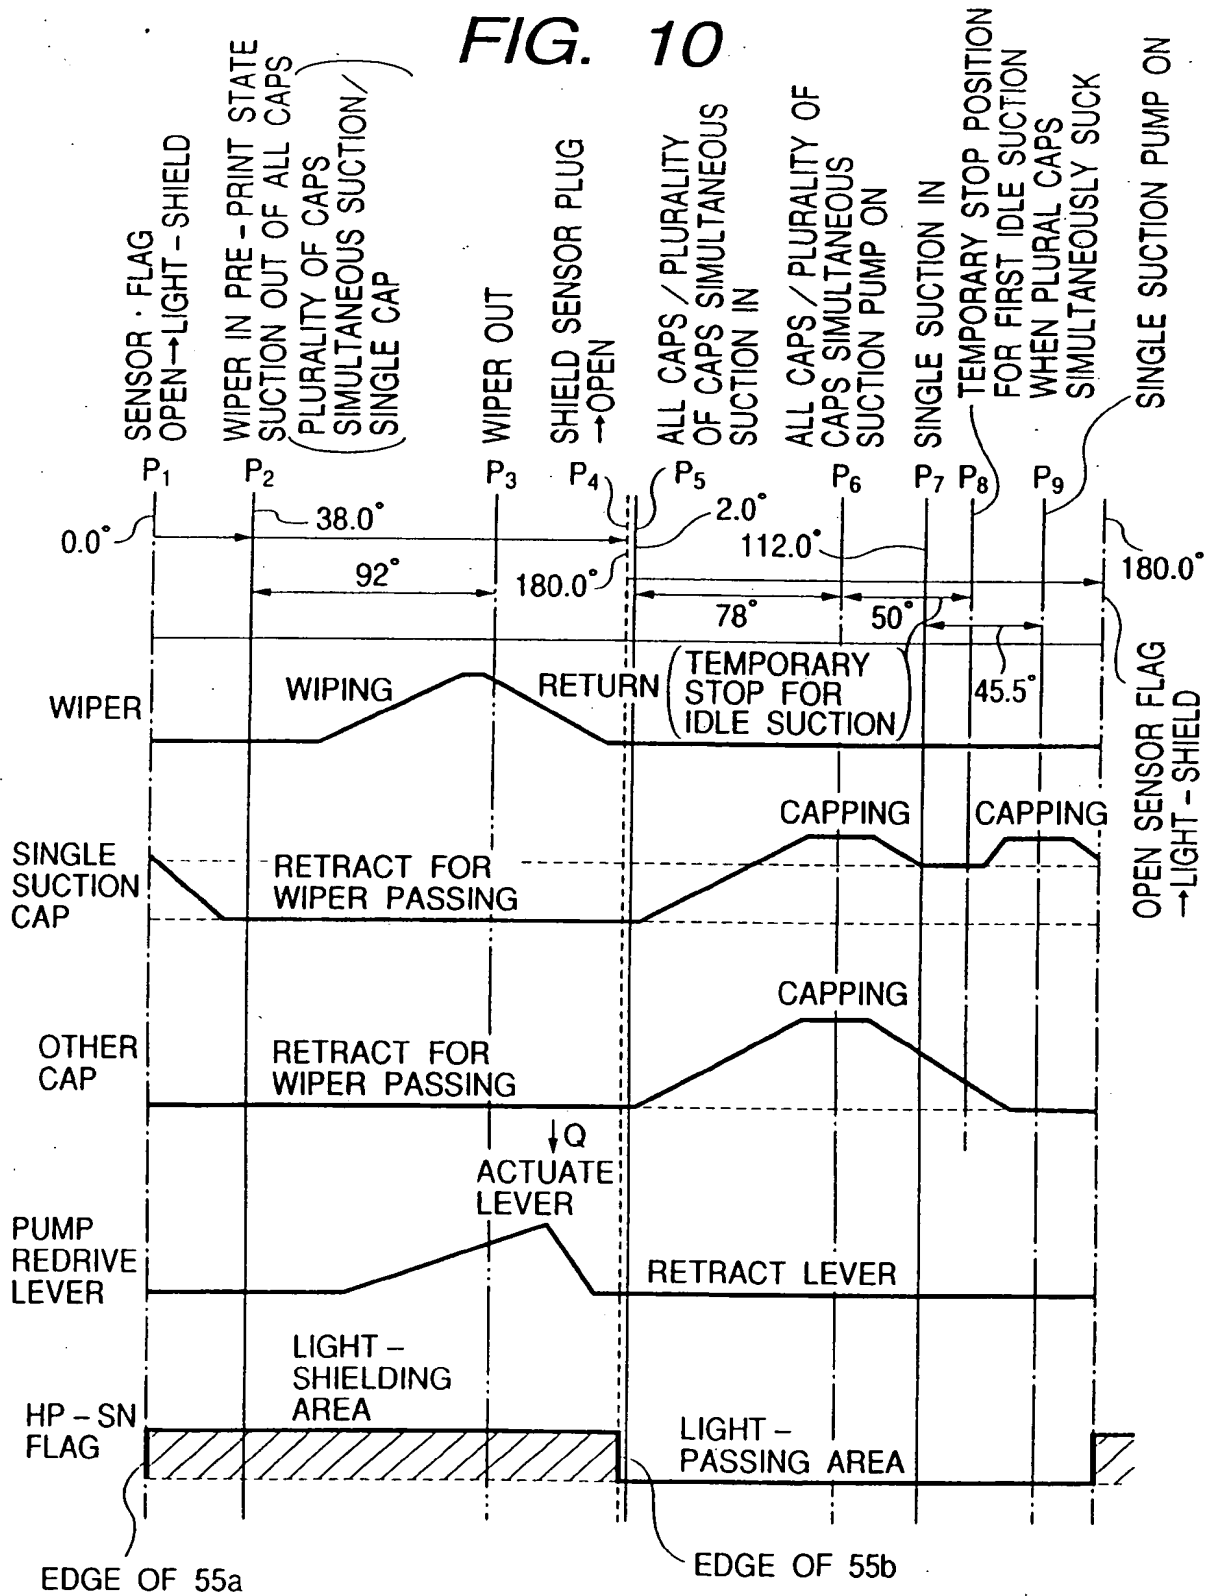 FIG. 10
SENSOR·FLAG
OPEN→LIGHT-SHIELD
WIPER IN PRE-PRINT STATE
SUCTION OUT OF ALL CAPS
(PLURALITY OF CAPS
SIMULTANEOUS SUCTION/
SINGLE CAP)
WIPER OUT
SHIELD SENSOR PLUG
→OPEN
ALL CAPS / PLURALITY
OF CAPS SIMULTANEOUS
SUCTION IN
ALL CAPS / PLURALITY OF
CAPS SIMULTANEOUS
SUCTION PUMP ON
SINGLE SUCTION IN
TEMPORARY STOP POSITION
FOR FIRST IDLE SUCTION
WHEN PLURAL CAPS
SIMULTANEOUSLY SUCK
SINGLE SUCTION PUMP ON
P1 P2 P3 P4 P5 P6 P7 P8 P9
0.0°
38.0°
2.0°
112.0°
92°
180.0°
180.0°
78°
50°
45.5°
WIPER
WIPING
RETURN
(TEMPORARY
STOP FOR
IDLE SUCTION)
OPEN SENSOR FLAG
→LIGHT-SHIELD
CAPPING
CAPPING
SINGLE
SUCTION
CAP
RETRACT FOR
WIPER PASSING
CAPPING
OTHER
CAP
RETRACT FOR
WIPER PASSING
↓Q
ACTUATE
LEVER
PUMP
REDRIVE
LEVER
RETRACT LEVER
LIGHT-
SHIELDING
AREA
HP-SN
FLAG
LIGHT-
PASSING AREA
EDGE OF 55a
EDGE OF 55b